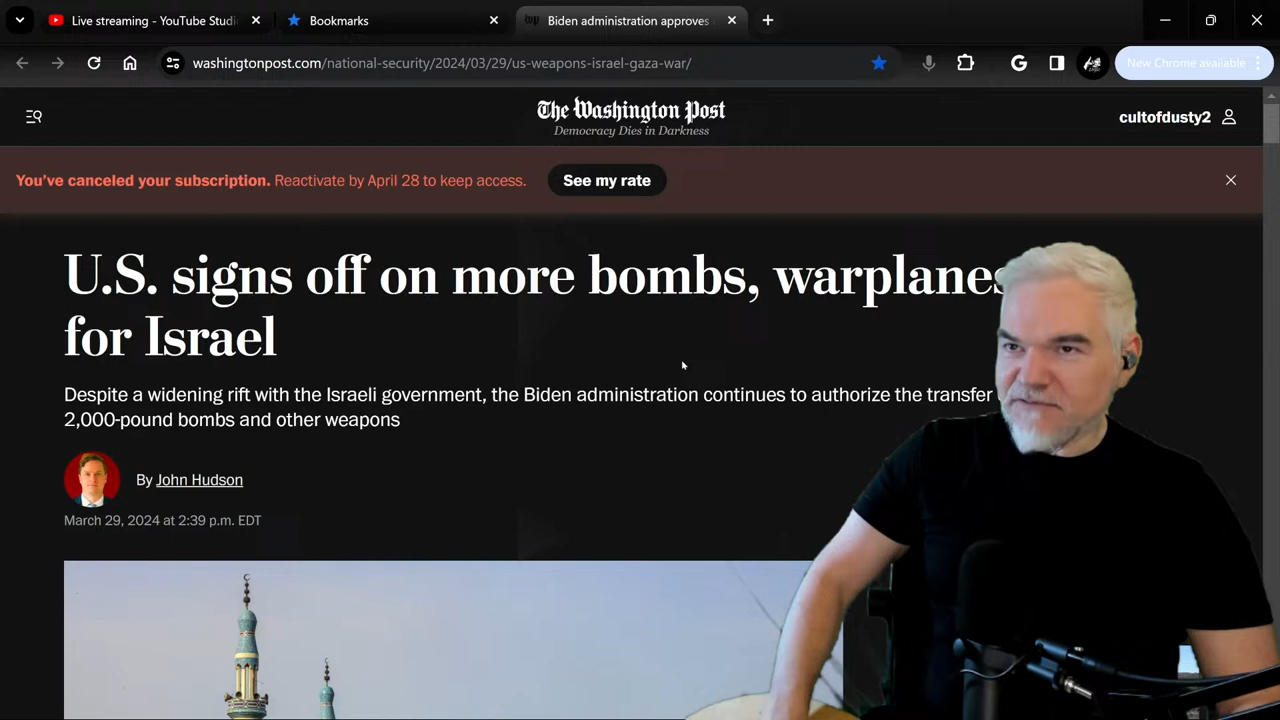 Live streaming - YouTube Studi
Bookmarks
Biden administration approves
washingtonpost.com/national-security/2024/03/29/us-weapons-israel-gaza-war/
New Chrome available
The Washington Post
Democracy Dies in Darkness
cultofdusty2
You've canceled your subscription. Reactivate by April 28 to keep access.
See my rate
U.S. signs off on more bombs, warplanes
for Israel
Despite a widening rift with the Israeli government, the Biden administration continues to authorize the transfer
2,000-pound bombs and other weapons
By John Hudson
March 29, 2024 at 2:39 p.m. EDT